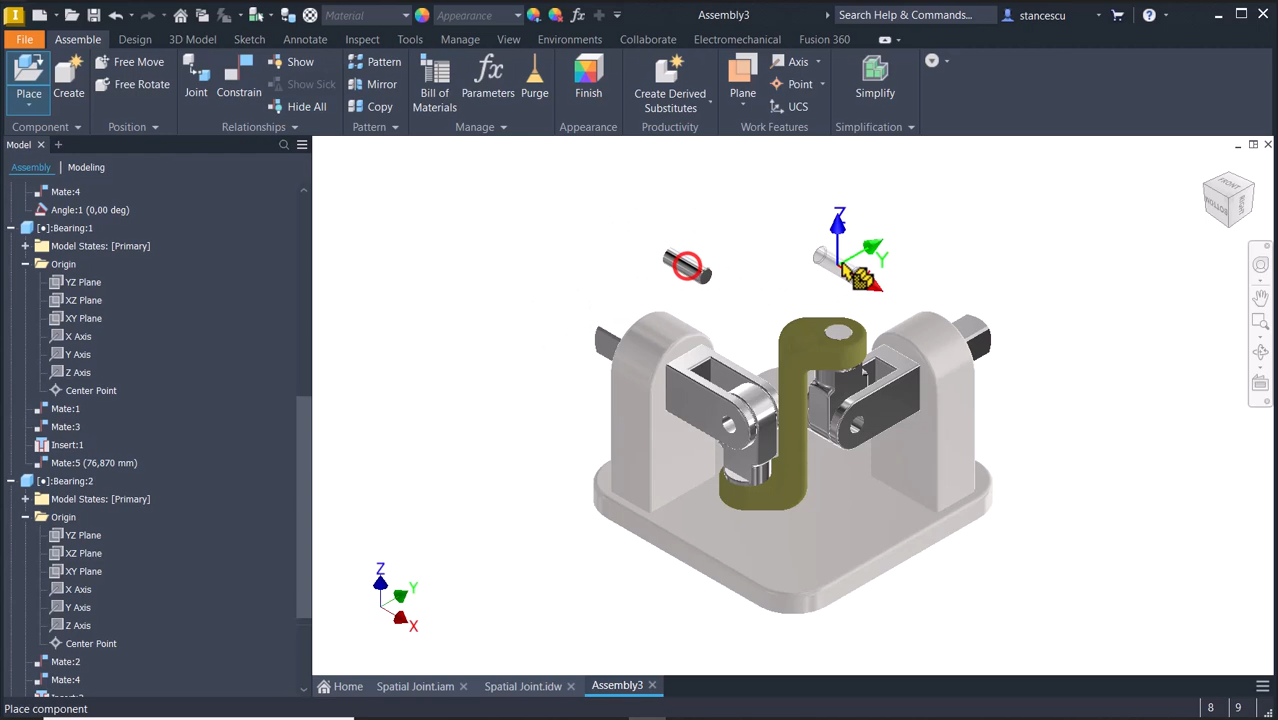 Material
Appearance
Assembly3
Search Help & Commands...
stancescu
File
Assemble
Design
3D Model
Sketch
Annotate
Inspect
Tools
Manage
View
Environments
Collaborate
Electromechanical
Fusion 360
Place
Create
Free Move
Free Rotate
Joint
Constrain
Show
Show Sick
Hide All
Pattern
Mirror
Copy
Bill of
Materials
Parameters
Purge
Finish
Create Derived
Substitutes
Plane
Axis
Point
UCS
Simplify
Component
Position
Relationships
Pattern
Manage
Appearance
Productivity
Work Features
Simplification
Model
Assembly
Modeling
Mate:4
Angle:1 (0,00 deg)
Bearing:1
Model States: [Primary]
Origin
YZ Plane
XZ Plane
XY Plane
X Axis
Y Axis
Z Axis
Center Point
Mate:1
Mate:3
Insert:1
Mate:5 (76,870 mm)
Bearing:2
Model States: [Primary]
Origin
YZ Plane
XZ Plane
XY Plane
X Axis
Y Axis
Z Axis
Center Point
Mate:2
Mate:4
Z
Y
Z
Y
X
BOTTOM
RIGHT
Home
Spatial Joint.iam
Spatial Joint.idw
Assembly3
Place component
8
9